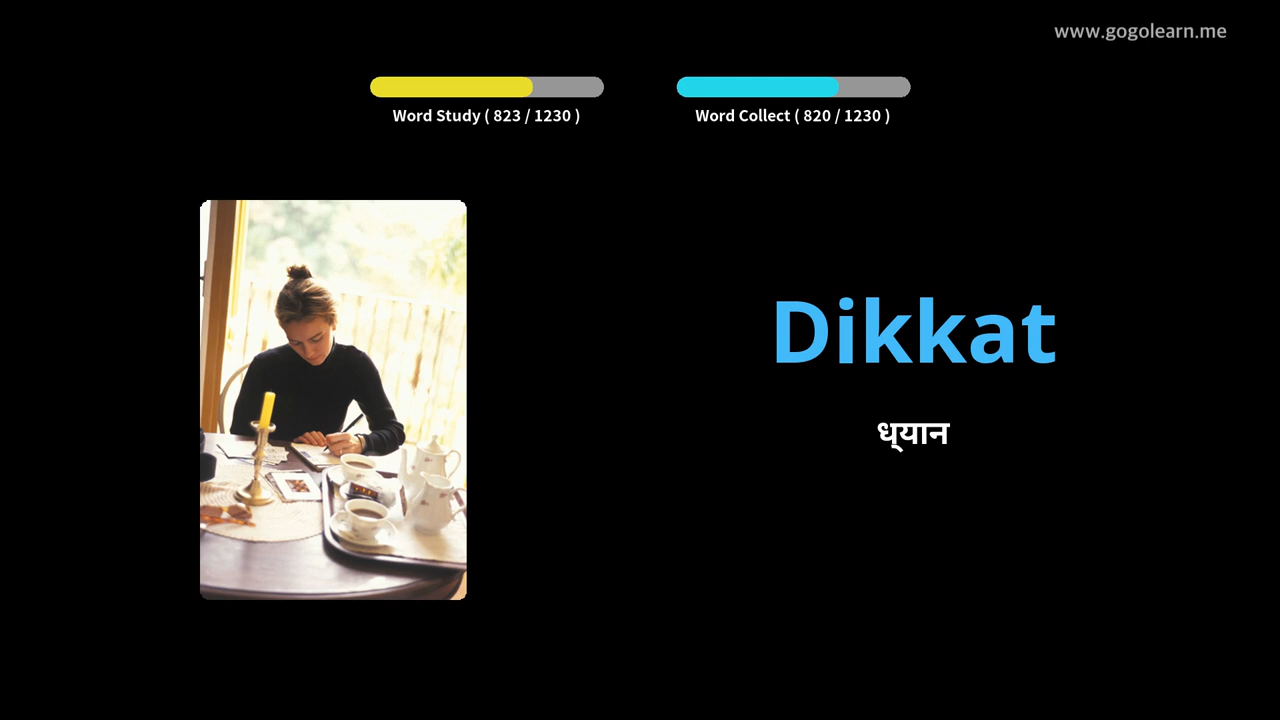 www.gogolearn.me
Word Study ( 823 / 1230 )
Word Collect ( 820 / 1230 )
Dikkat
ध्यान